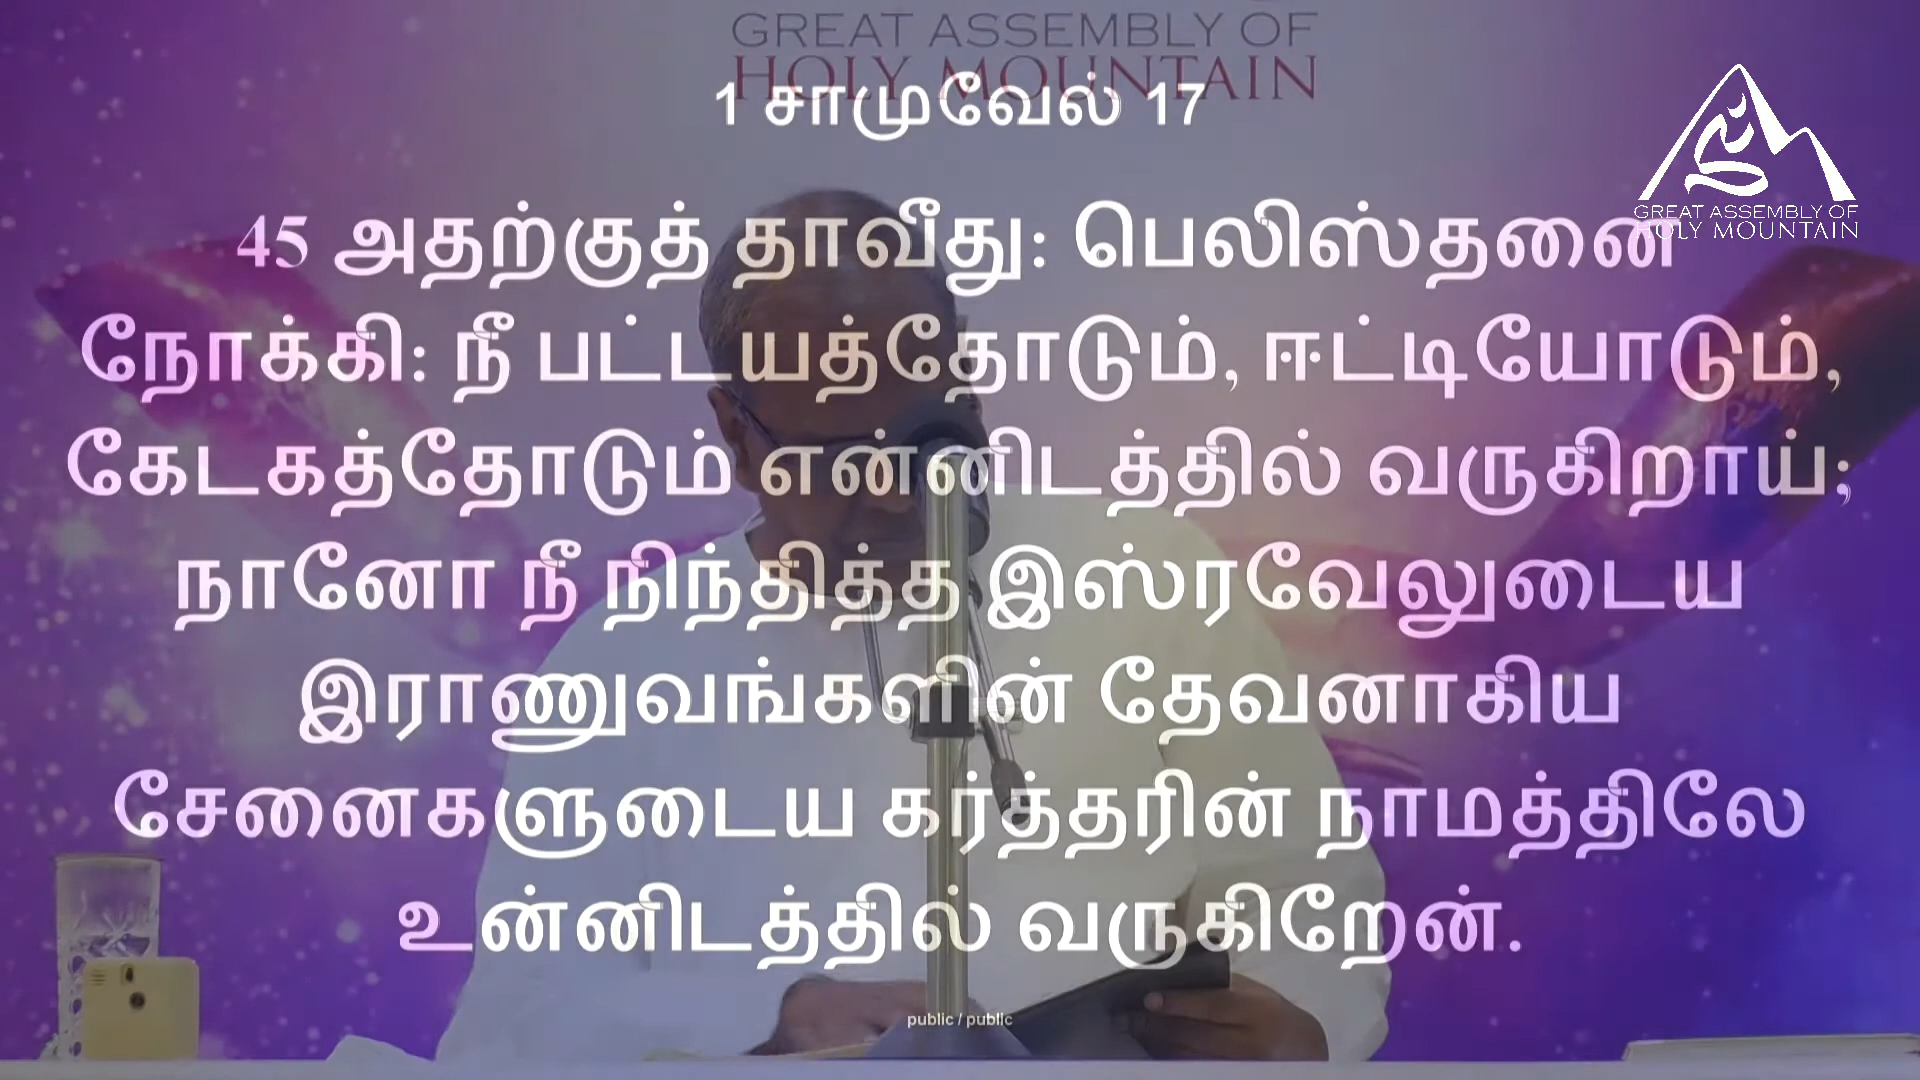 GREAT ASSEMBLY OF
HOLY MOUNTAIN
1 சாமுவேல் 17
GREAT ASSEMBLY OF
HOLY MOUNTAIN
45 அதற்குத் தாவீது: பெலிஸ்தனை
நோக்கி: நீ பட்டயத்தோடும், ஈட்டியோடும்,
கேடகத்தோடும் என்னிடத்தில் வருகிறாய்;
நானோ நீ நிந்தித்த இஸ்ரவேலுடைய
இராணுவங்களின் தேவனாகிய
சேனைகளுடைய கர்த்தரின் நாமத்திலே
உன்னிடத்தில் வருகிறேன்.
public / public